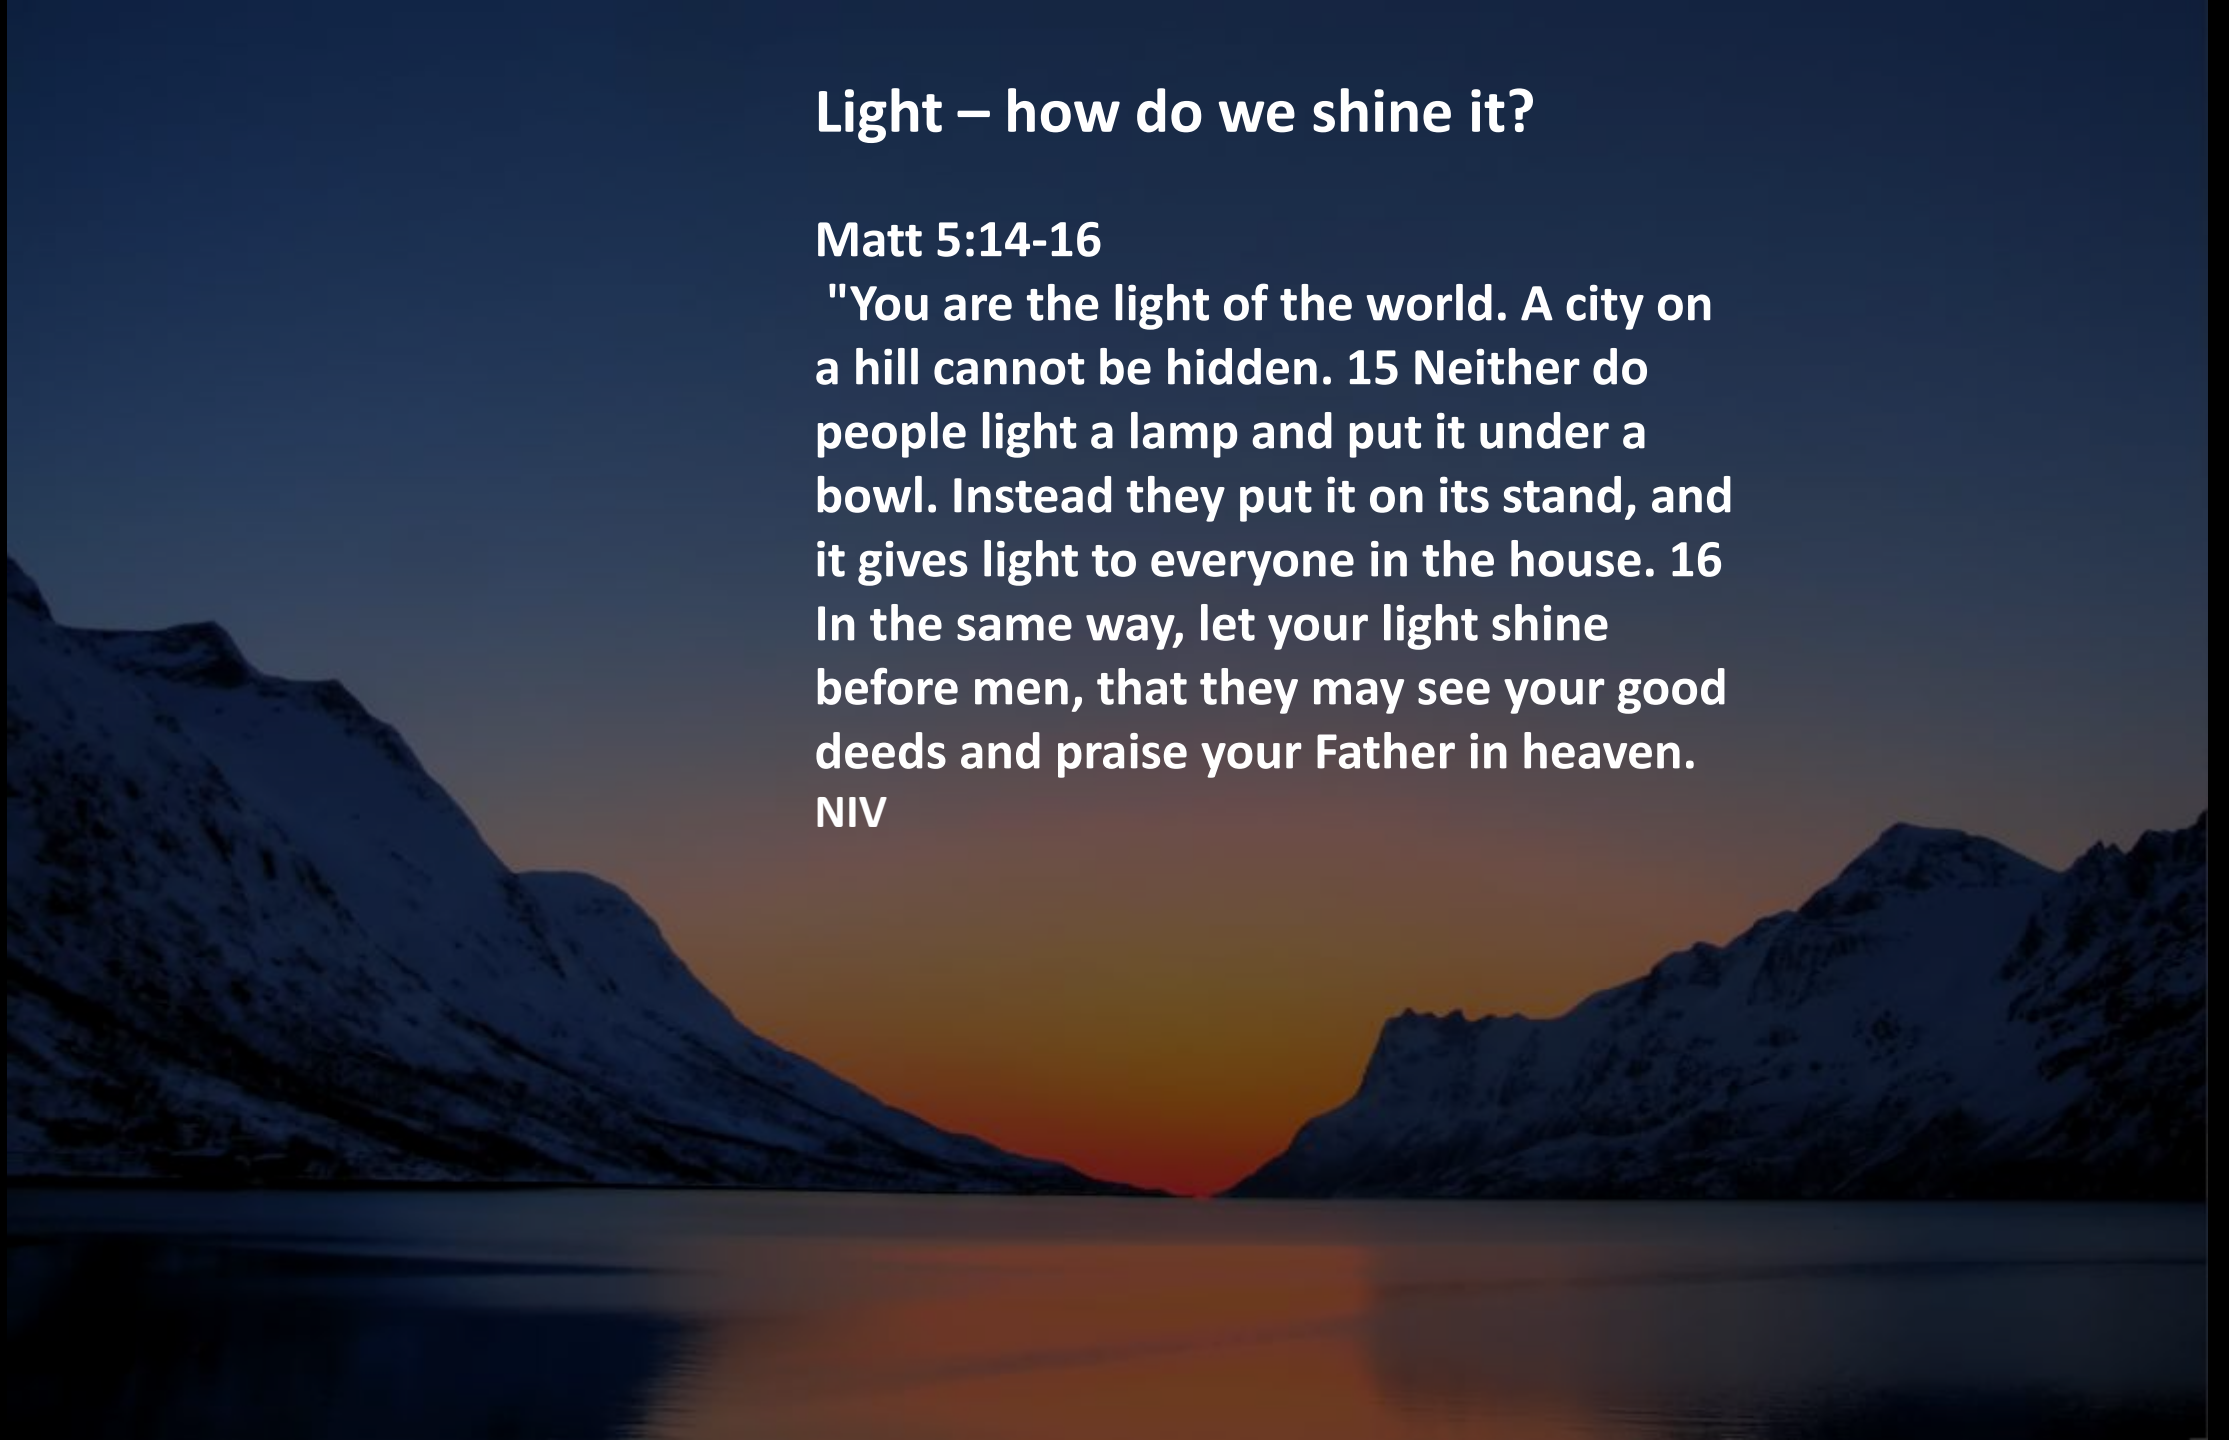 Light – how do we shine it?
Matt 5:14-16
"You are the light of the world. A city on
a hill cannot be hidden. 15 Neither do
people light a lamp and put it under a
bowl. Instead they put it on its stand, and
it gives light to everyone in the house. 16
In the same way, let your light shine
before men, that they may see your good
deeds and praise your Father in heaven.
NIV